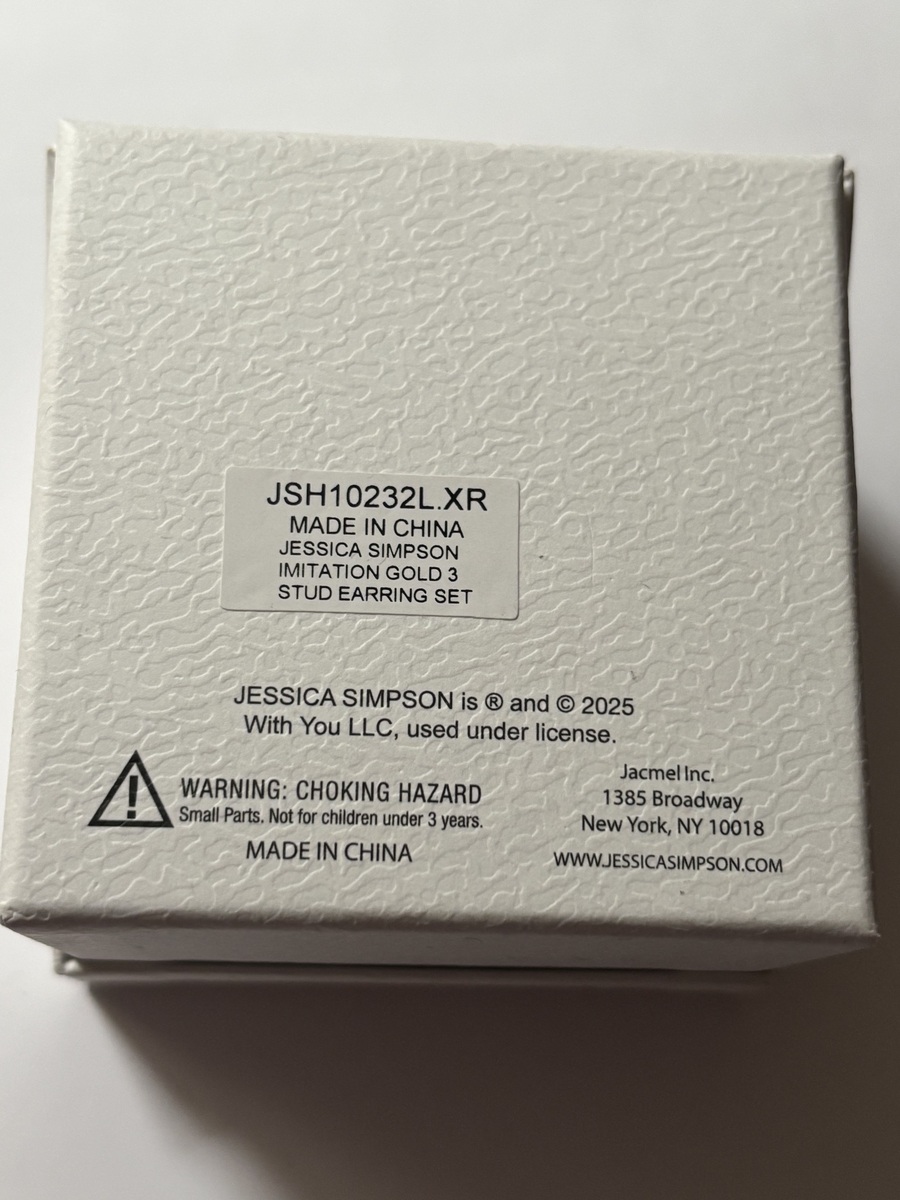 JSH10232L.XR
MADE IN CHINA
JESSICA SIMPSON
IMITATION GOLD 3
STUD EARRING SET
JESSICA SIMPSON is ® and © 2025
With You LLC, used under license.
WARNING: CHOKING HAZARD
Small Parts. Not for children under 3 years.
MADE IN CHINA
Jacmel Inc.
1385 Broadway
New York, NY 10018
WWW.JESSICASIMPSON.COM